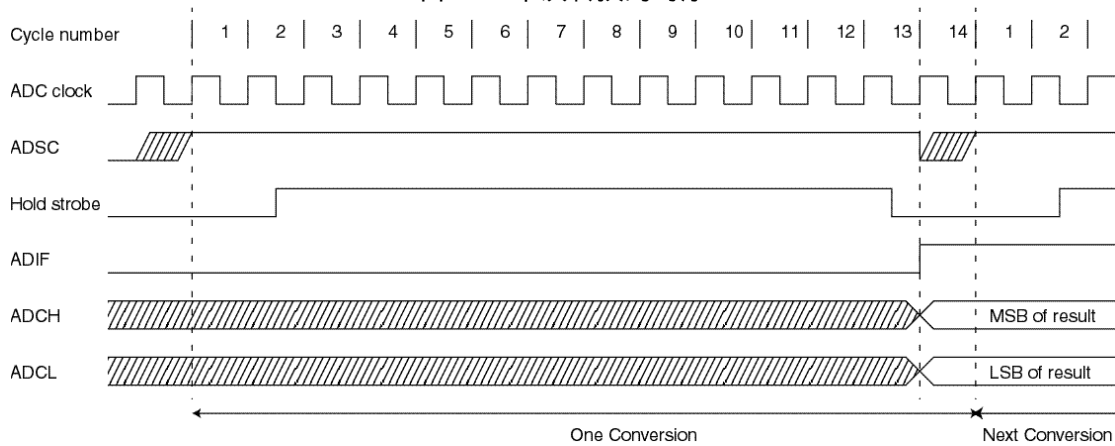 Cycle number 1 2 3 4 5 6 7 8 9 10 11 12 13 14 1 2
ADC clock
ADSC
Hold strobe
ADIF
ADCH MSB of result
ADCL LSB of result
One Conversion Next Conversion